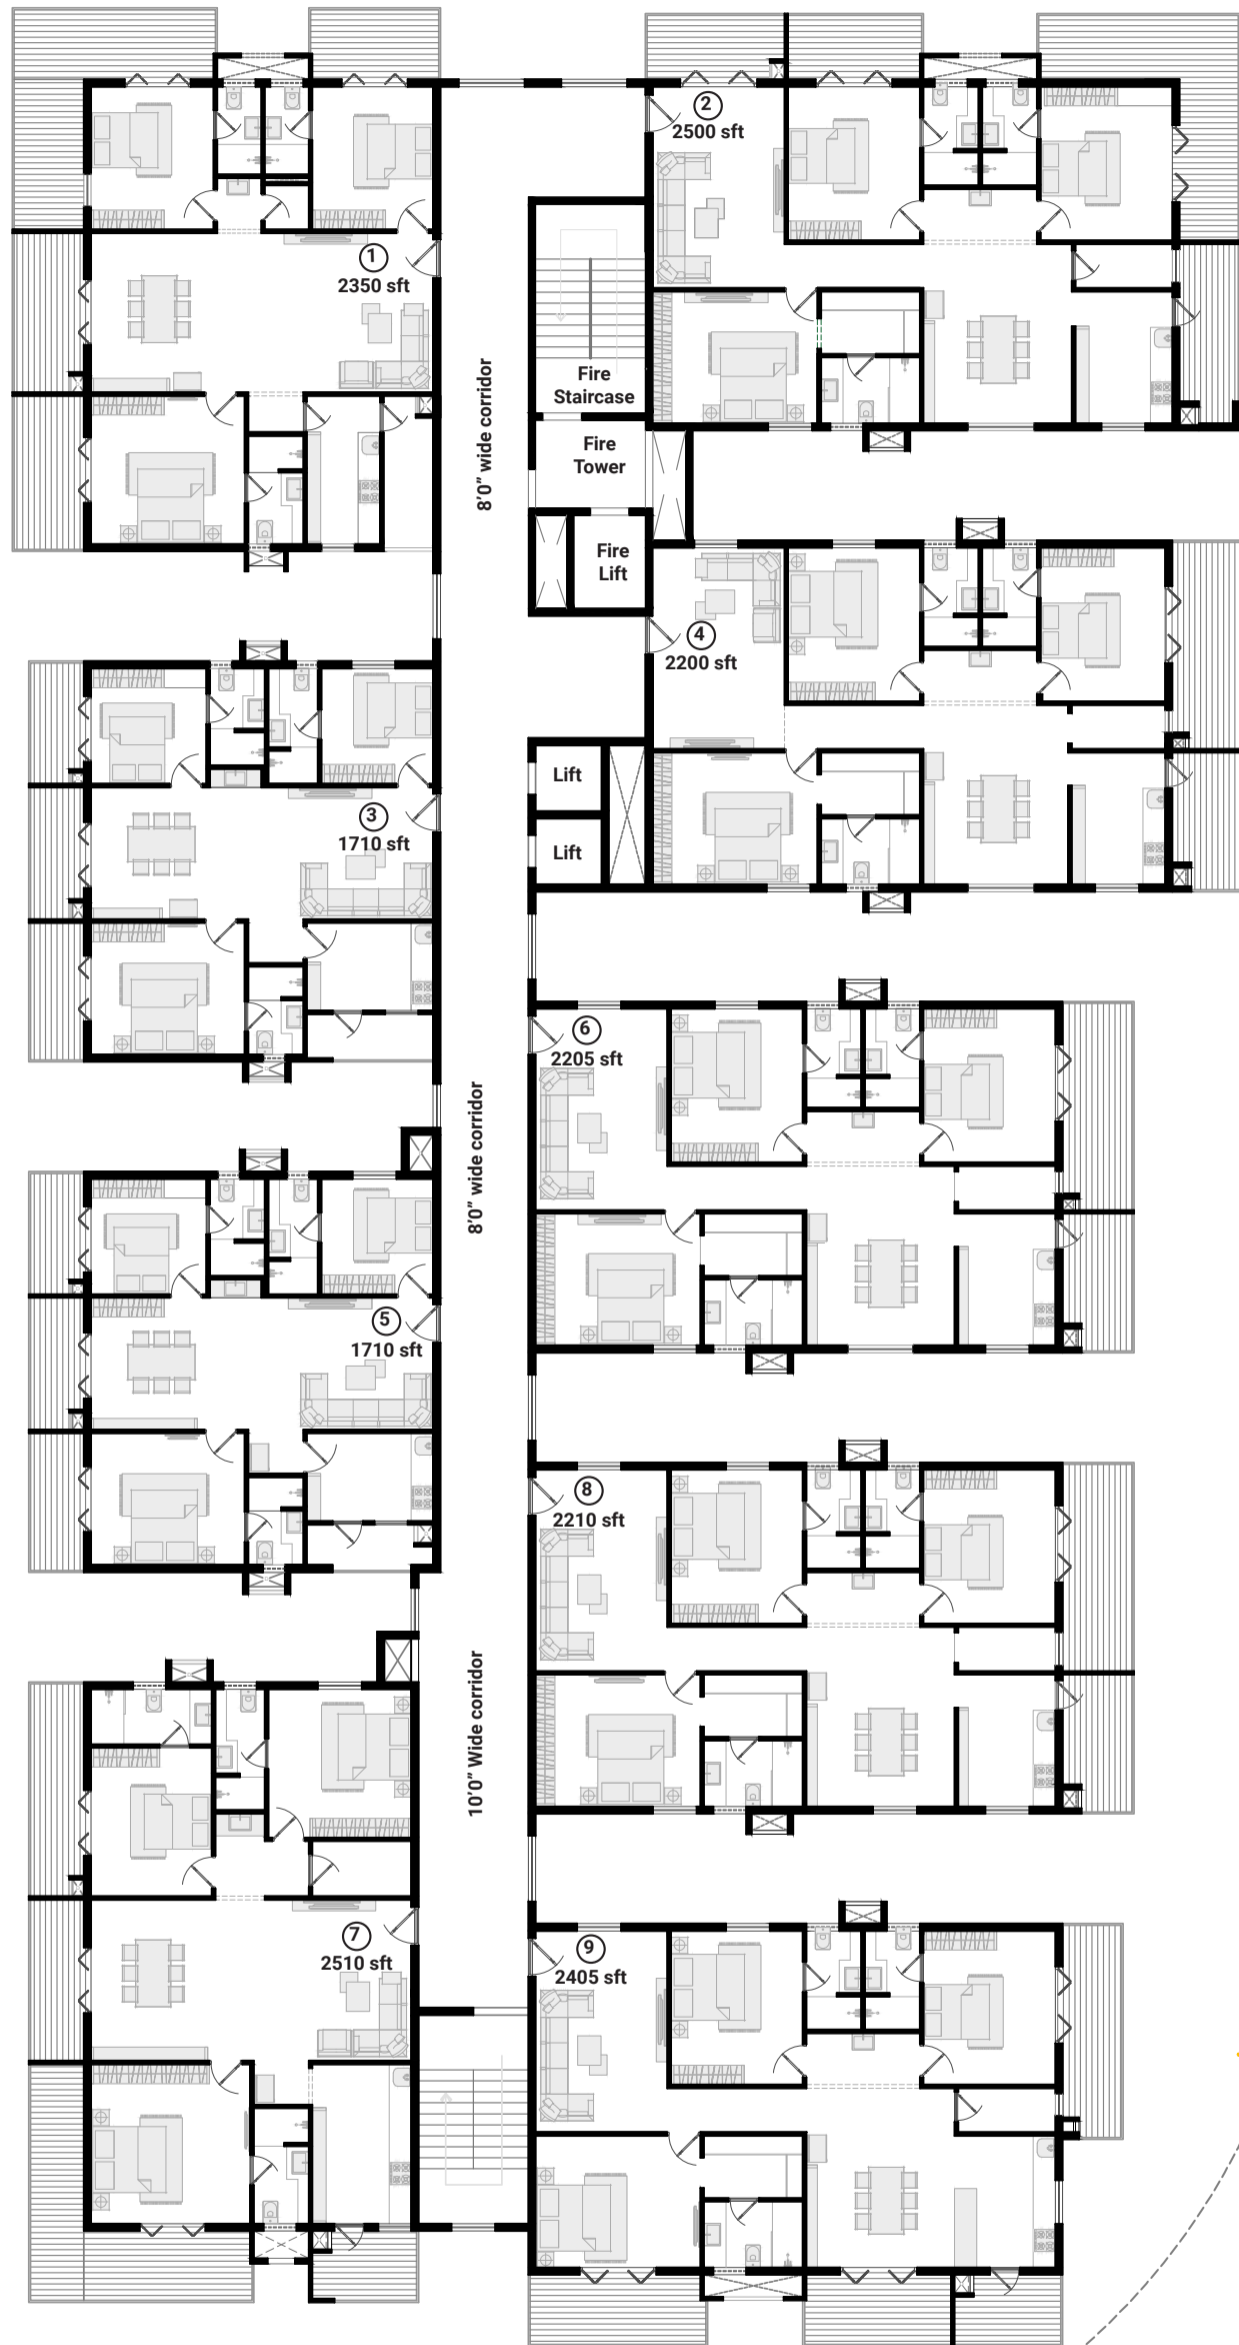 1
2350 sft
2
2500 sft
Fire
Staircase
8’0” wide corridor
Fire
Tower
Fire
Lift
4
2200 sft
3
1710 sft
Lift
Lift
6
2205 sft
8’0” wide corridor
5
1710 sft
8
2210 sft
10’0” Wide corridor
7
2510 sft
9
2405 sft